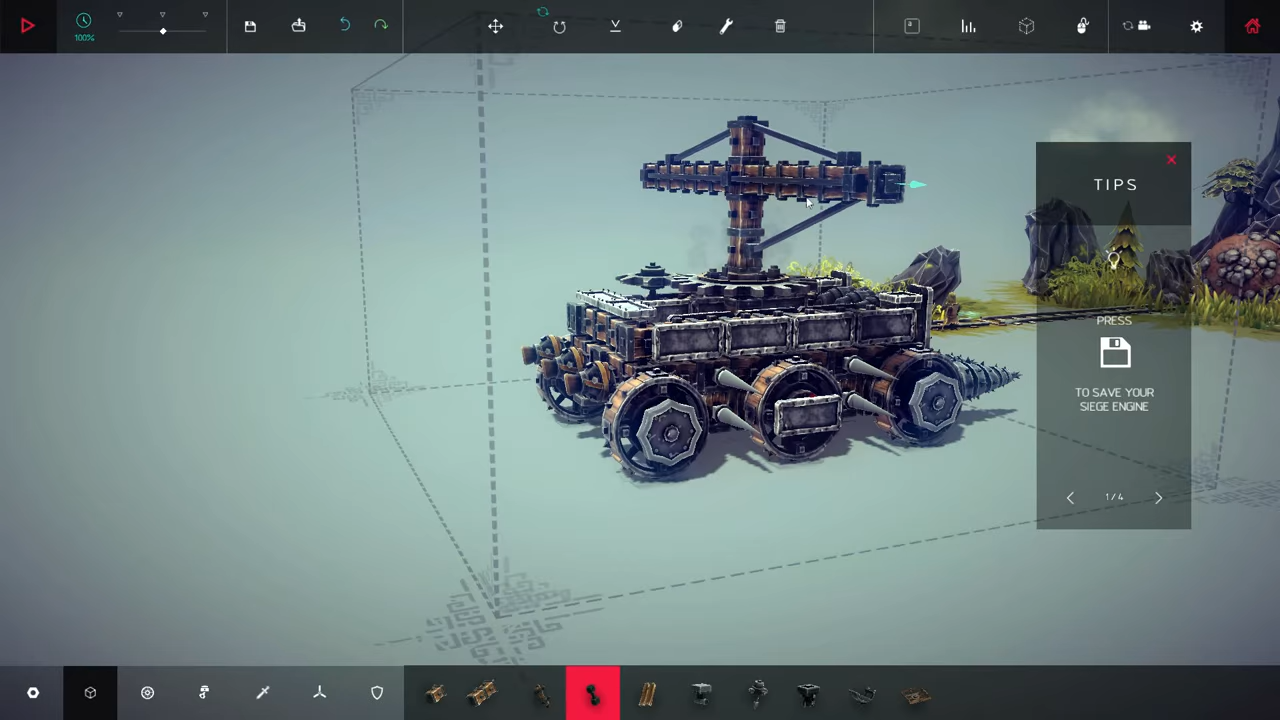 100%
TIPS
PRESS
TO SAVE YOUR
SIEGE ENGINE
1/4